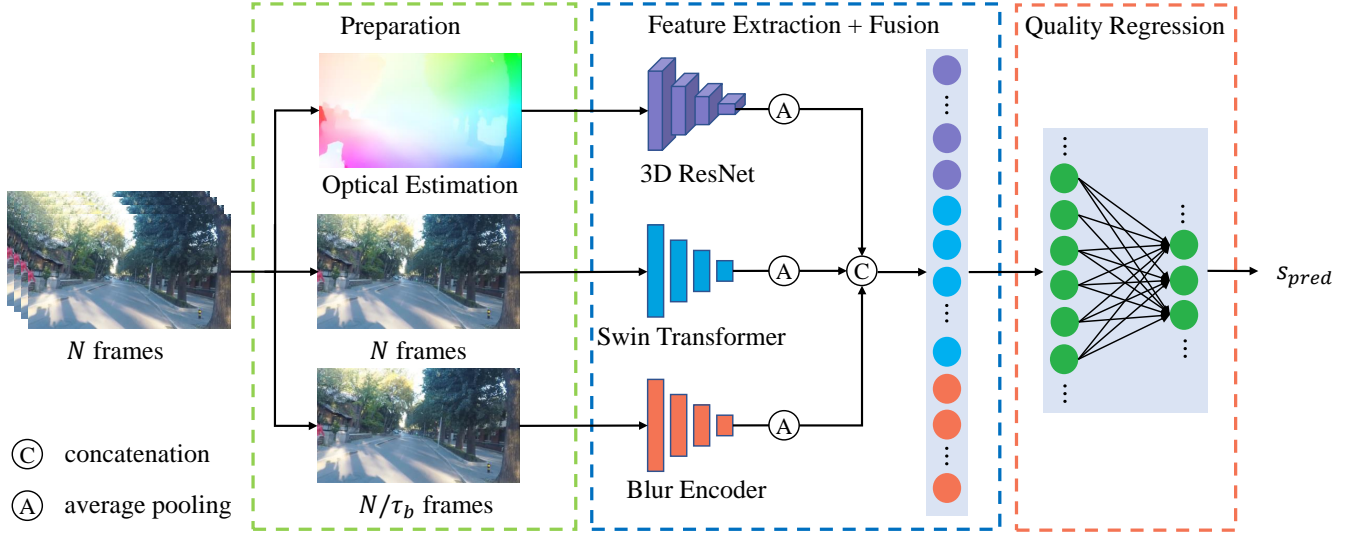 Preparation
Feature Extraction + Fusion
Quality Regression
A
Optical Estimation
3D ResNet
N frames
N frames
A
C
Swin Transformer
s_pred
N/τ_b frames
A
Blur Encoder
C concatenation
A average pooling